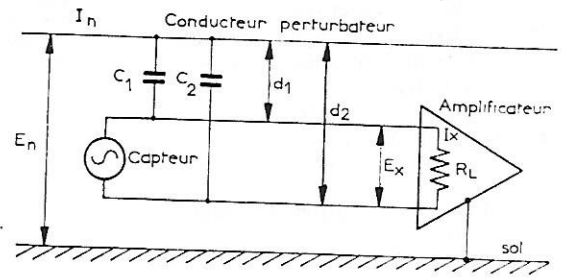 In
Conducteur perturbateur
C1
C2
d1
d2
Amplificateur
Ix
RL
En
Capteur
Ex
sol